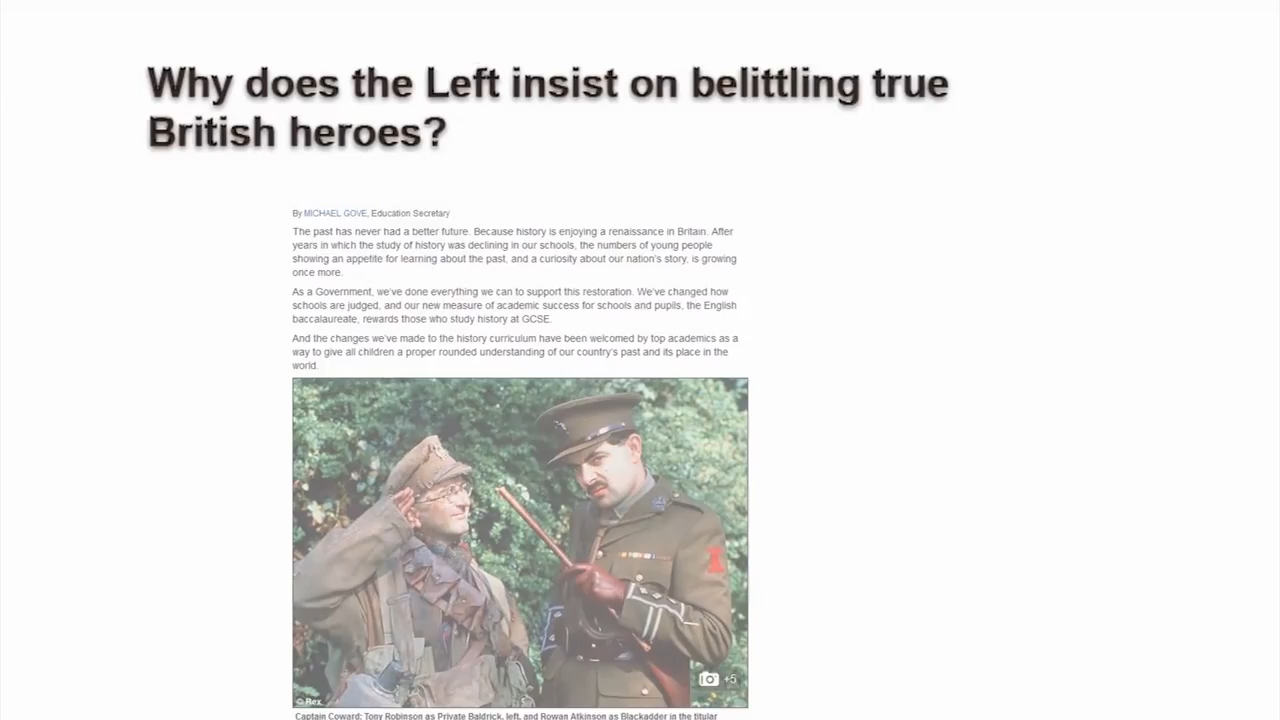 Why does the Left insist on belittling true
British heroes?
By MICHAEL GOVE, Education Secretary
The past has never had a better future. Because history is enjoying a renaissance in Britain. After
years in which the study of history was declining in our schools, the numbers of young people
showing an appetite for learning about the past, and a curiosity about our nation's story, is growing
once more.
As a Government, we've done everything we can to support this restoration. We've changed how
schools are judged, and our new measure of academic success for schools and pupils, the English
baccalaureate, rewards those who study history at GCSE.
And the changes we've made to the history curriculum have been welcomed by top academics as a
way to give all children a proper rounded understanding of our country's past and its place in the
world.
+5
© Rex
Captain Coward: Tony Robinson as Private Baldrick, left, and Rowan Atkinson as Blackadder in the titular